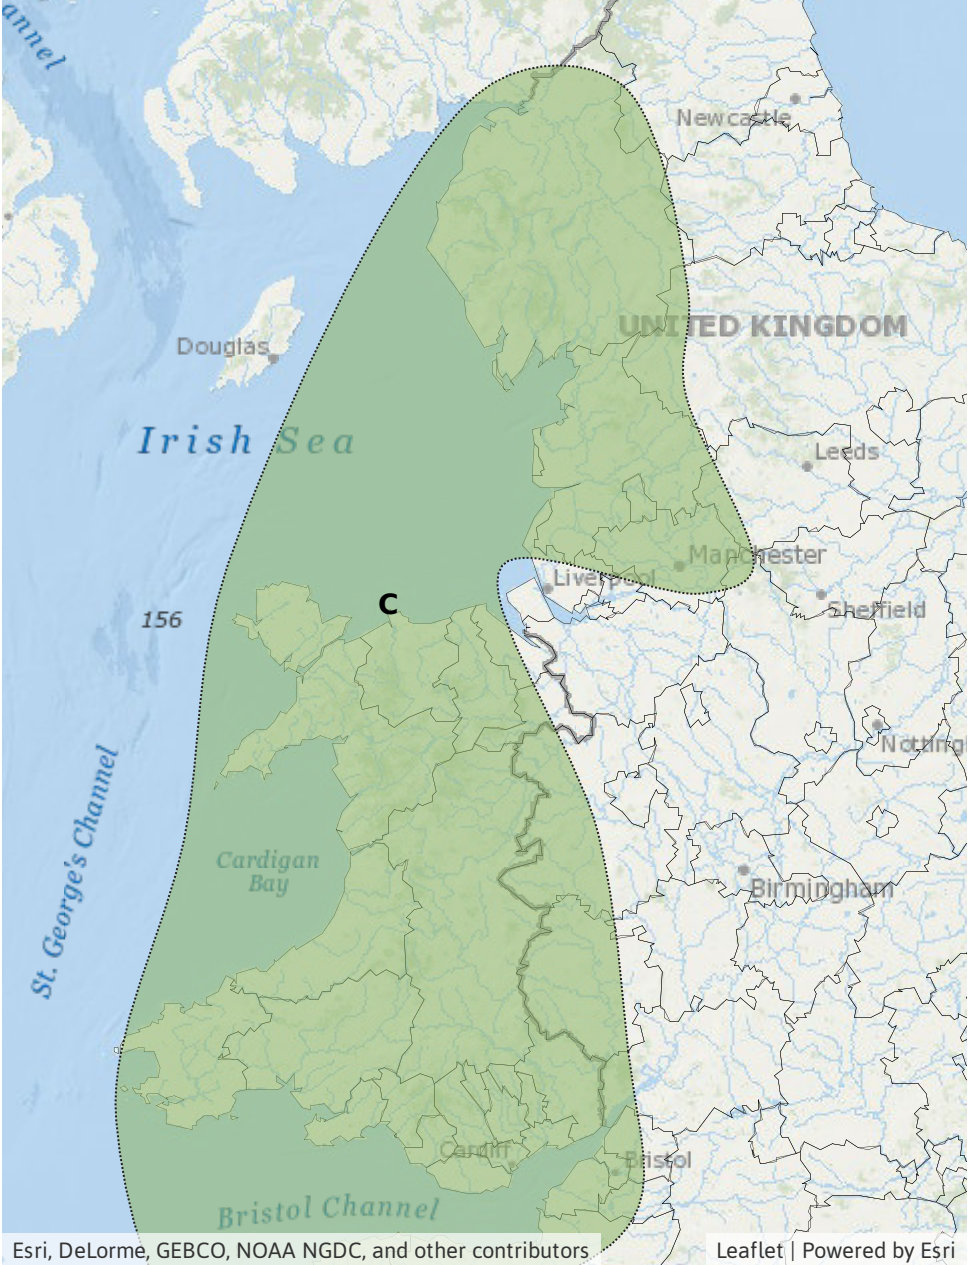 annel
Newcastle
UNITED KINGDOM
Douglas
Irish Sea
Leeds
Manchester
Liverpool
Sheffield
C
156
Notting
St. George's Channel
Cardigan
Bay
Birmingham
Cardiff
Bristol
Bristol Channel
Esri, DeLorme, GEBCO, NOAA NGDC, and other contributors
Leaflet | Powered by Esri